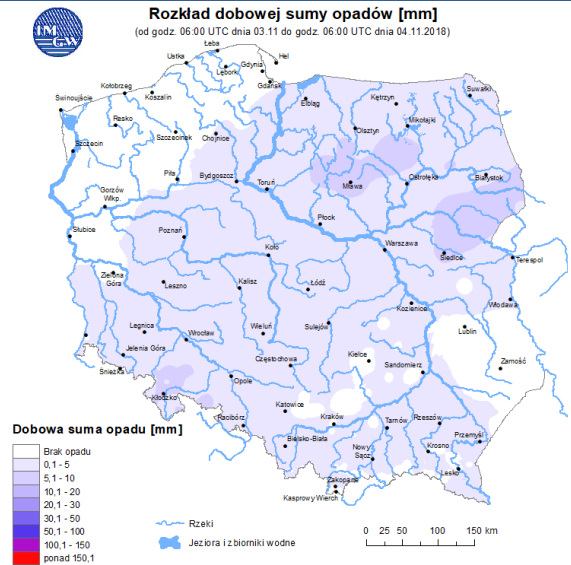 IM
GW
Rozkład dobowej sumy opadów [mm]
(od godz. 06:00 UTC dnia 03.11 do godz. 06:00 UTC dnia 04.11.2018)
Łeba
Ustka
Hel
Gdynia
Lębork
Gdańsk
Suwałki
Kołobrzeg
Koszalin
Elbląg
Kętrzyn
Świnoujście
Resko
Mikołajki
Olsztyn
Szczecinek
Chojnice
Szczecin
Piła
Bydgoszcz
Toruń
Mława
Ostrołęka
Białystok
Gorzów
Wlkp.
Płock
Słubice
Poznań
Koło
Warszawa
Siedlce
Terespol
Zielona
Góra
Leszno
Kalisz
Łódź
Kozienice
Włodawa
Legnica
Wrocław
Wieluń
Sulejów
Lublin
Jelenia Góra
Kielce
Śnieżka
Częstochowa
Sandomierz
Zamość
Opole
Kłodzko
Katowice
Racibórz
Kraków
Tarnów
Rzeszów
Bielsko-Biała
Przemyśl
Nowy
Sącz
Krosno
Lesko
Zakopane
Kasprowy Wierch
Dobowa suma opadu [mm]
Brak opadu
0,1 - 5
5,1 - 10
10,1 - 20
20,1 - 30
30,1 - 50
50,1 - 100
100,1 - 150
ponad 150,1
Rzeki
Jeziora i zbiorniki wodne
0 25 50 100 150 km